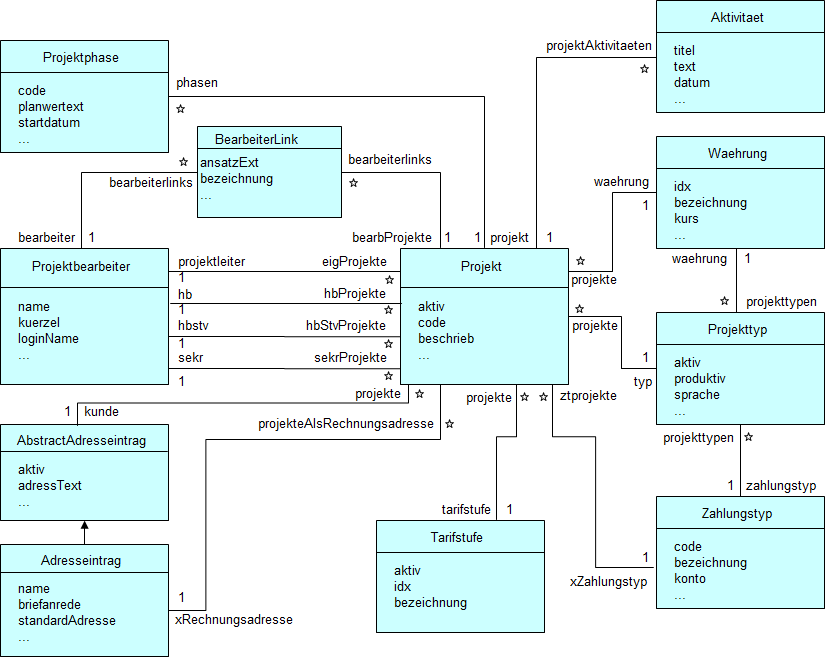 Aktivitaet
titel
text
datum
...
projektAktivitaeten
☆
Projektphase
code
planwertext
startdatum
...
phasen
☆
BearbeiterLink
ansatzExt
bezeichnung
...
☆
bearbeiterlinks
bearbeiterlinks
☆
Waehrung
idx
bezeichnung
kurs
...
waehrung
1
bearbeiter 1
bearbProjekte 1 1 projekt 1
waehrung 1
Projektbearbeiter
name
kuerzel
loginName
...
projektleiter eigProjekte
1 ☆
hb hbProjekte
1 ☆
hbstv hbStvProjekte
1 ☆
sekr sekrProjekte
1 ☆
Projekt
aktiv
code
beschrieb
...
☆
projekte
☆
projekte
☆ projekttypen
Projekttyp
aktiv
produktiv
sprache
...
1
typ
projekte ☆
1 kunde
projekteAlsRechnungsadresse ☆
projekte ☆ ☆ ztprojekte
projekttypen ☆
1 zahlungstyp
AbstractAdresseintrag
aktiv
adressText
...
Adresseintrag
name
briefanrede
standardAdresse
...
1
xRechnungsadresse
tarifstufe 1
Tarifstufe
aktiv
idx
bezeichnung
Zahlungstyp
code
bezeichnung
konto
...
1
xZahlungstyp